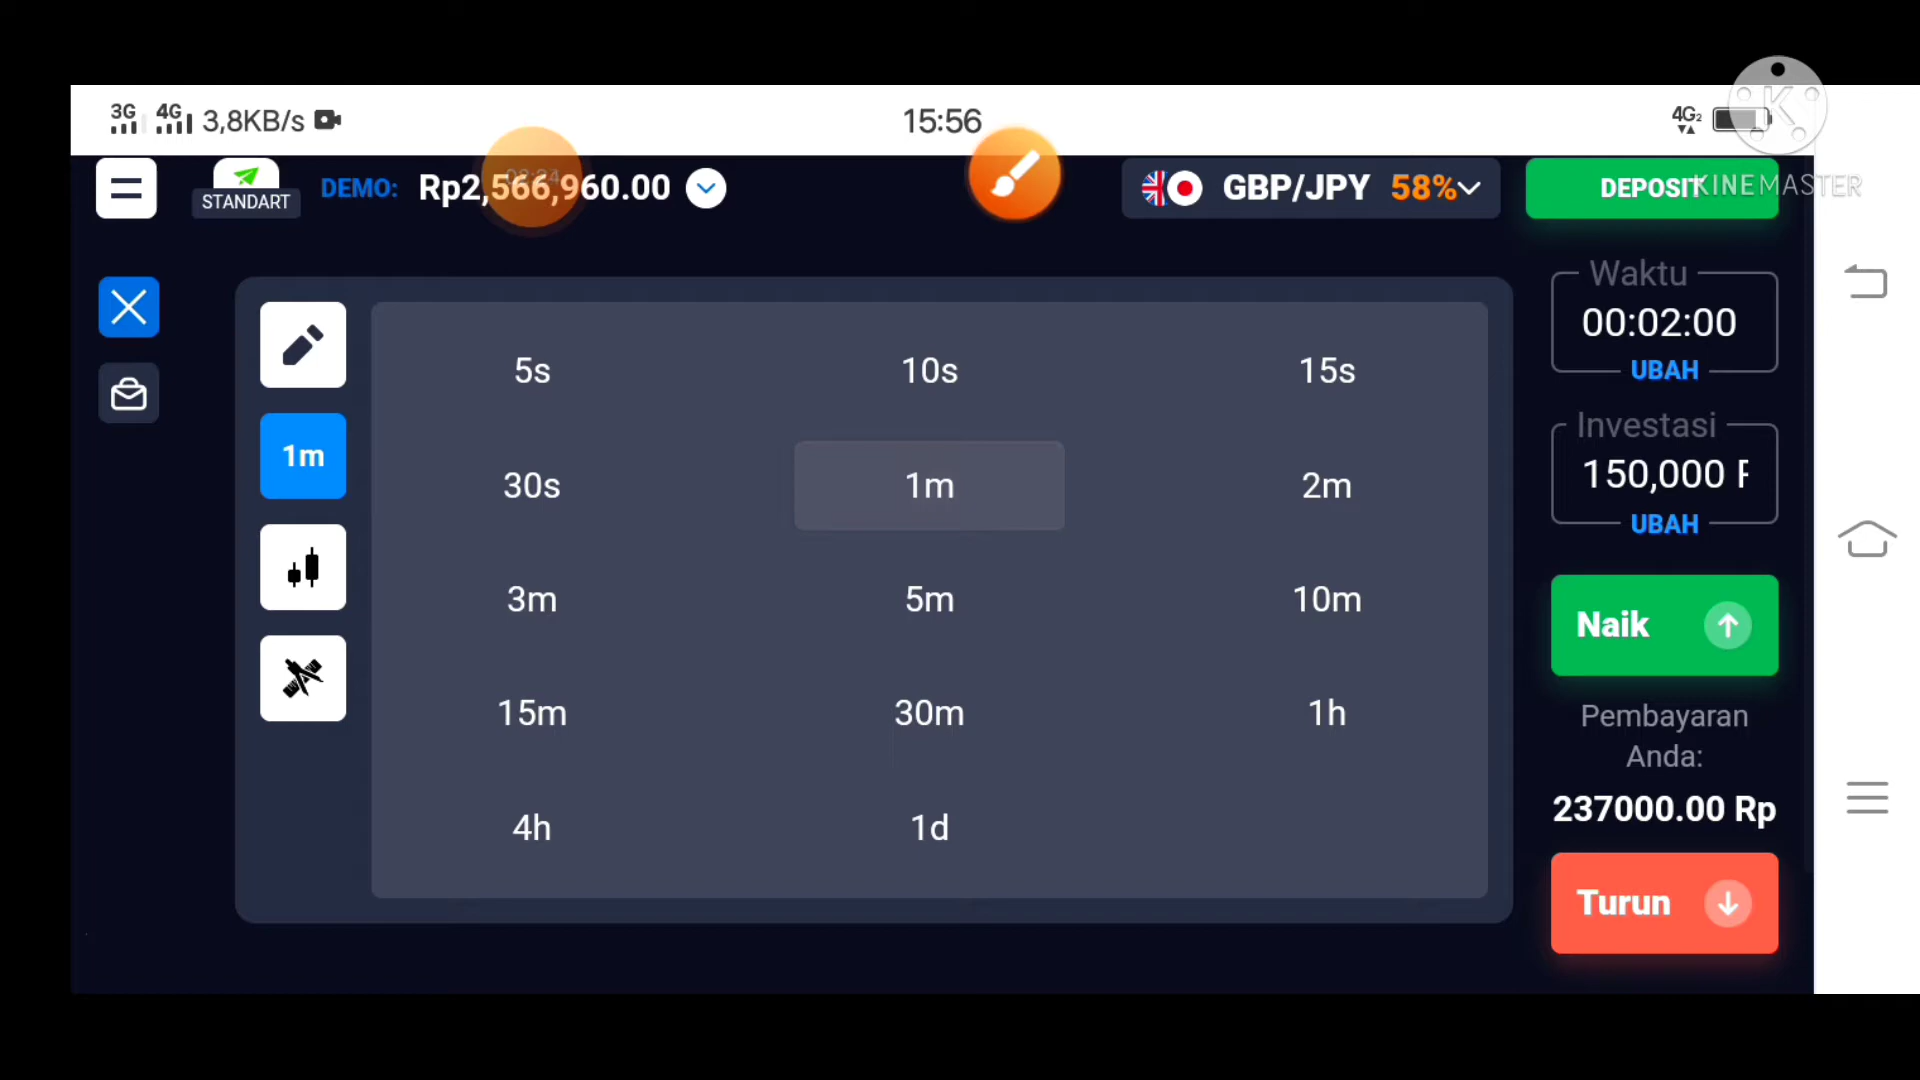 3G 4G 3,8KB/s 15:56 4G2
STANDART DEMO: Rp2,566,960.00 GBP/JPY 58% DEPOSIT
KINEMASTER
Waktu
00:02:00
UBAH
Investasi
150,000
UBAH
1m
5s 10s 15s
30s 1m 2m
3m 5m 10m
15m 30m 1h
4h 1d
Naik
Pembayaran
Anda:
237000.00 Rp
Turun